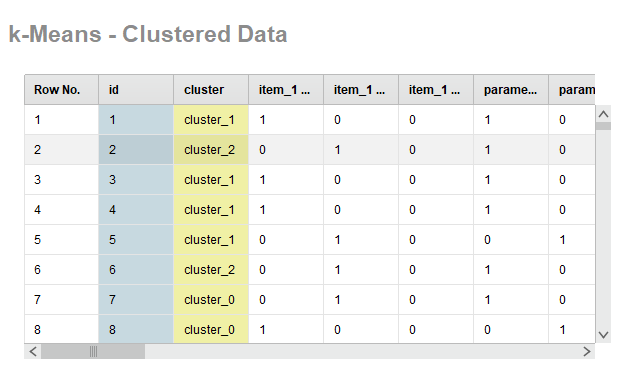 k-Means - Clustered Data
Row No. id cluster item_1 ... item_1 ... item_1 ... parame... param
1 1 cluster_1 1 0 0 1 0
2 2 cluster_2 0 1 0 1 0
3 3 cluster_1 1 0 0 1 0
4 4 cluster_1 1 0 0 1 0
5 5 cluster_1 0 1 0 0 1
6 6 cluster_2 0 1 0 1 0
7 7 cluster_0 0 1 0 1 0
8 8 cluster_0 1 0 0 0 1